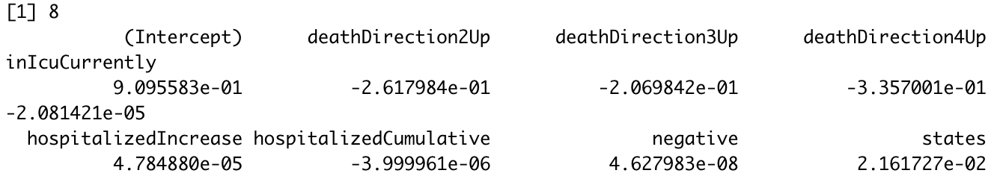 [1] 8
(Intercept) deathDirection2Up deathDirection3Up deathDirection4Up
inIcuCurrently
9.095583e-01 -2.617984e-01 -2.069842e-01 -3.357001e-01
-2.081421e-05
hospitalizedIncrease hospitalizedCumulative negative states
4.784880e-05 -3.999961e-06 4.627983e-08 2.161727e-02